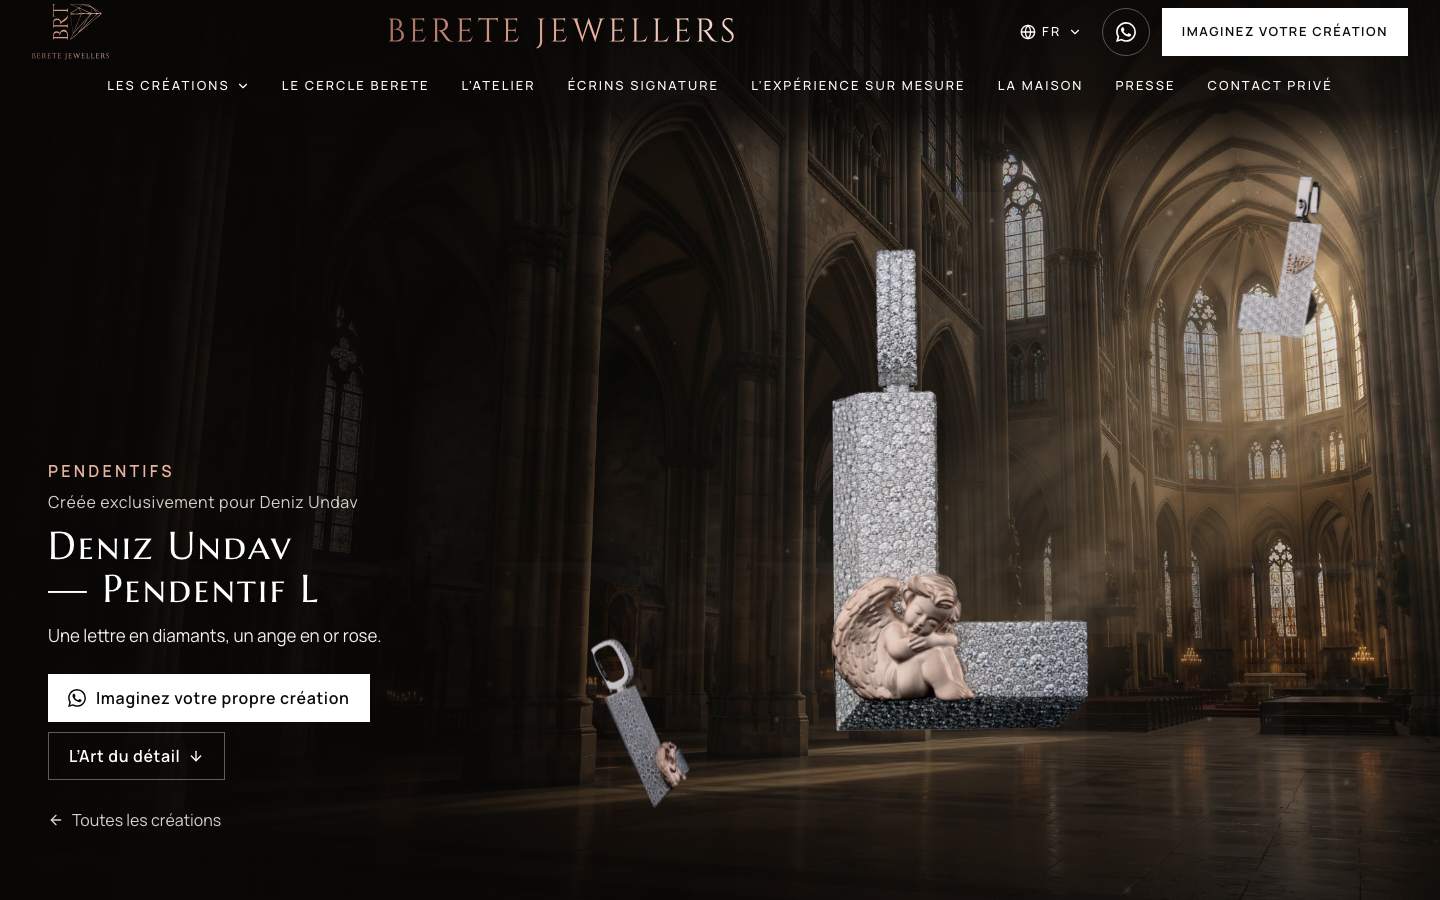 BRT
BERETE JEWELLERS
BERETE JEWELLERS
FR
IMAGINEZ VOTRE CRÉATION
LES CRÉATIONS
LE CERCLE BERETE
L'ATELIER
ÉCRINS SIGNATURE
L'EXPÉRIENCE SUR MESURE
LA MAISON
PRESSE
CONTACT PRIVÉ
PENDENTIFS
Créée exclusivement pour Deniz Undav
Deniz Undav
— Pendentif L
Une lettre en diamants, un ange en or rose.
Imaginez votre propre création
L’Art du détail ↓
← Toutes les créations